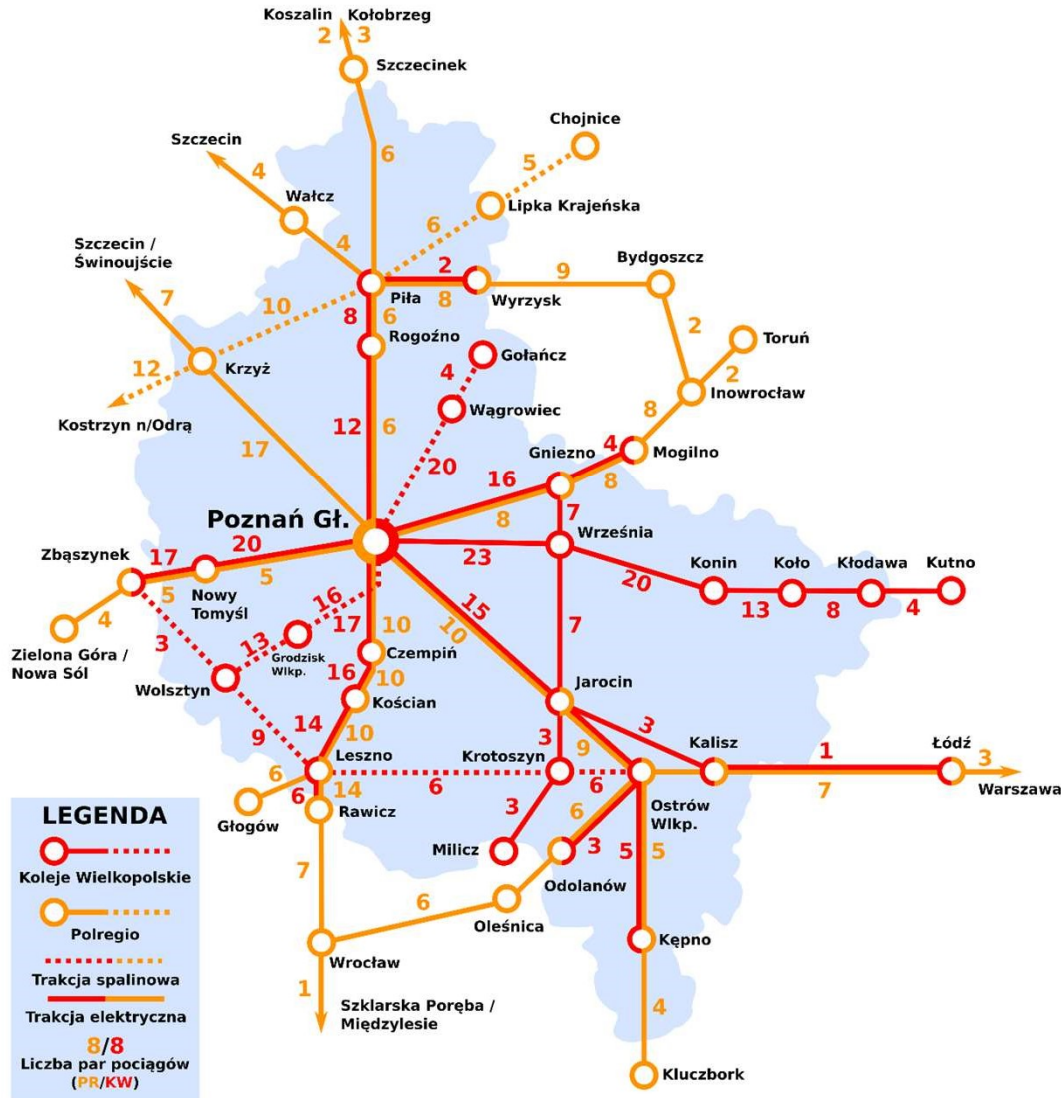 Koszalin Kołobrzeg
2 3
Szczecinek
Chojnice
Szczecin
4
6
5
Wałcz
Lipka Krajeńska
4
6
Szczecin /
Świnoujście
Bydgoszcz
7
10
Piła
2
8
Wyrzysk
9
8 6
Rogoźno
2
Toruń
Gołańcz
4
2
12
Krzyż
Inowrocław
Kostrzyn n/Odrą
Wągrowiec
8
17
12 6
20
Gniezno
4
8
Mogilno
16
8
7
Poznań Gł.
Września
23
Zbąszynek
17
20
5
5
Nowy
Tomyśl
20
Konin
Koło
Kłodawa
Kutno
13
8
4
4
Zielona Góra /
Nowa Sól
3
16
13
Grodzisk
Wlkp.
17 10
Czempiń
15
10
7
Wolsztyn
16 10
Kościan
Jarocin
9
14 10
Leszno
3
9
3
Kalisz
Krotoszyn
1
7
Łódź
3
Warszawa
6
Głogów
6 14
Rawicz
6
6
Ostrów
Wlkp.
3
Milicz
6
3
Odolanów
5 5
7
6
Oleśnica
Wrocław
Kępno
1
Szklarska Poręba /
Międzylesie
4
Kluczbork
LEGENDA
Koleje Wielkopolskie
Polregio
Trakcja spalinowa
Trakcja elektryczna
8/8
Liczba par pociągów
(PR/KW)